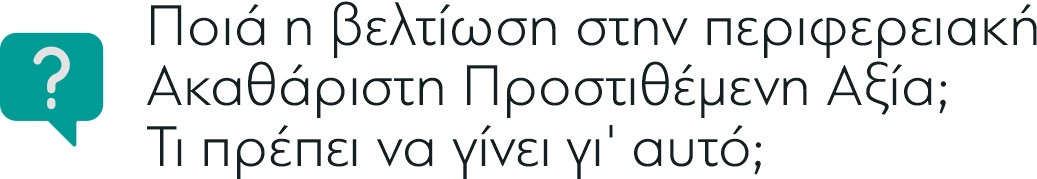 Ποιά η βελτίωση στην περιφερειακή
Ακαθάριστη Προστιθέμενη Αξία;
Τι πρέπει να γίνει γι' αυτό;